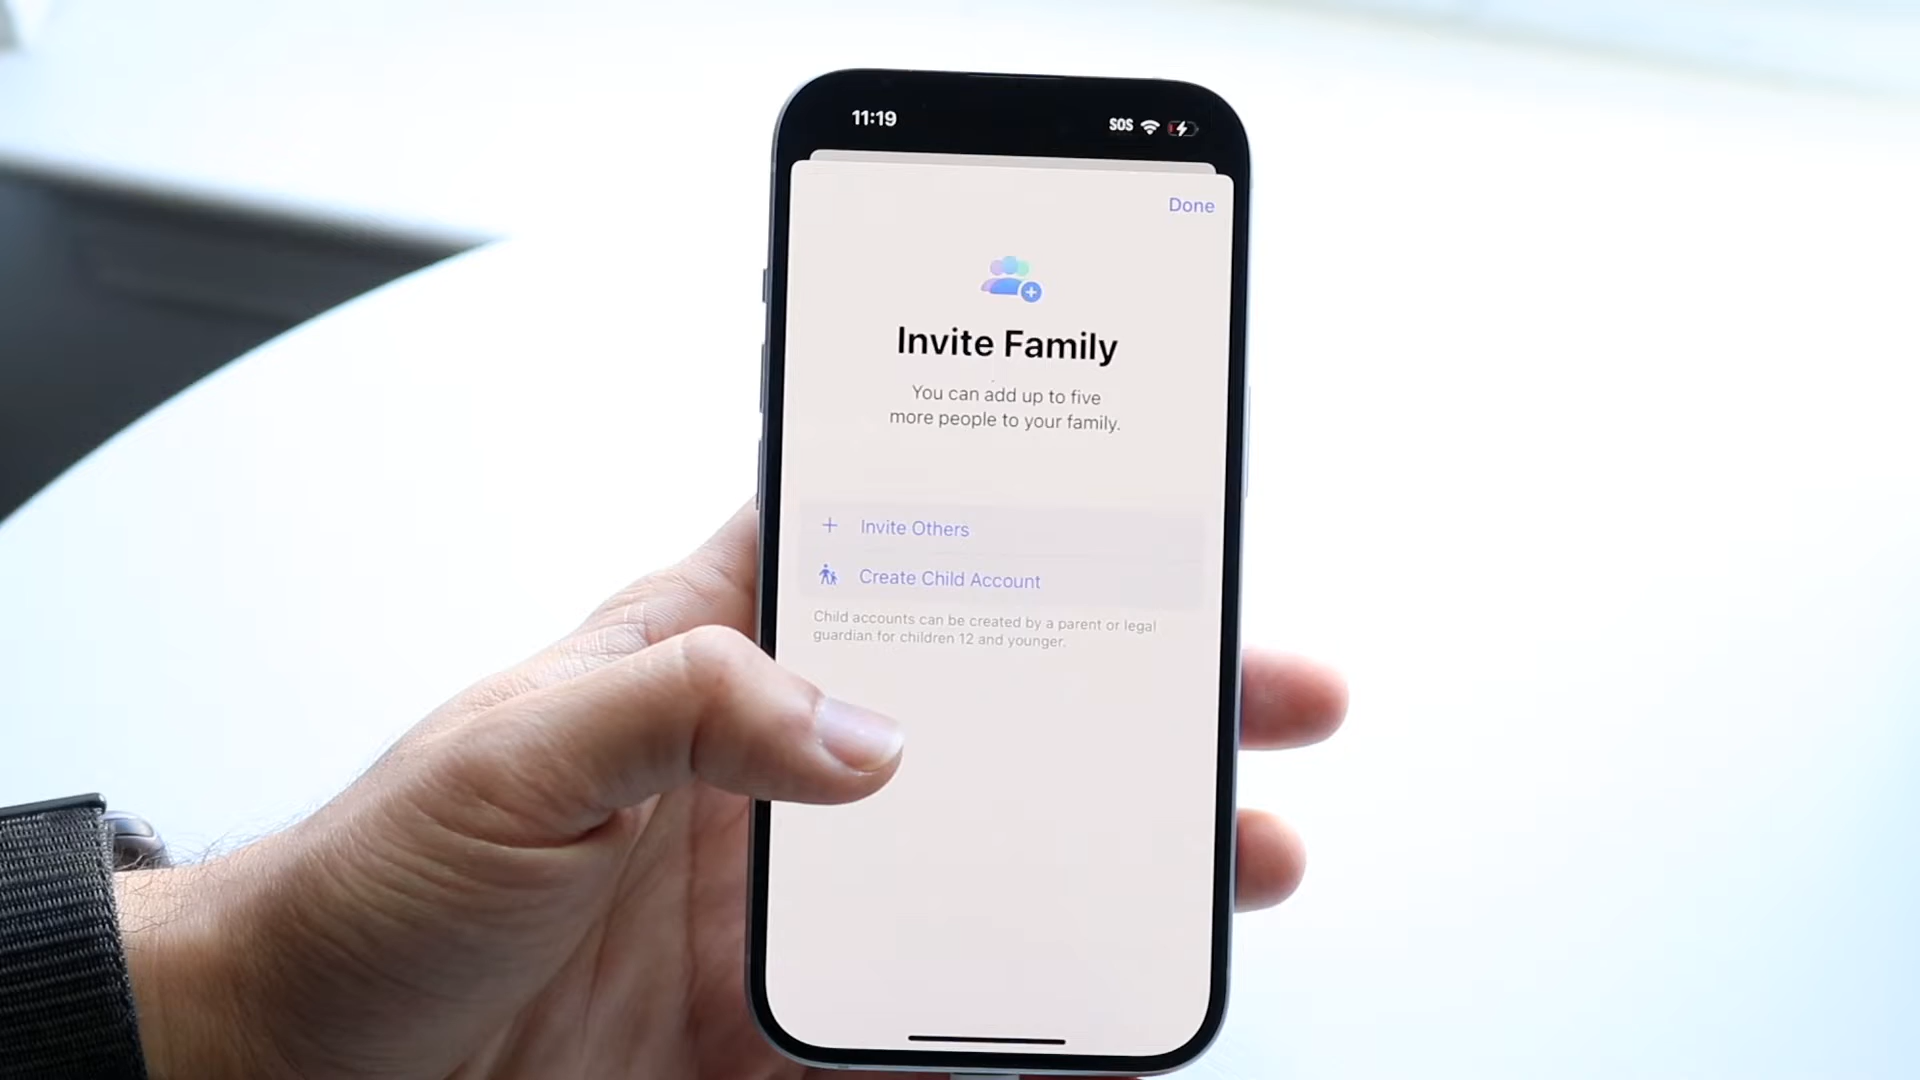 11:19
SOS
Done
Invite Family
You can add up to five
more people to your family.
Invite Others
Create Child Account
Child accounts can be created by a parent or legal
guardian for children 12 and younger.